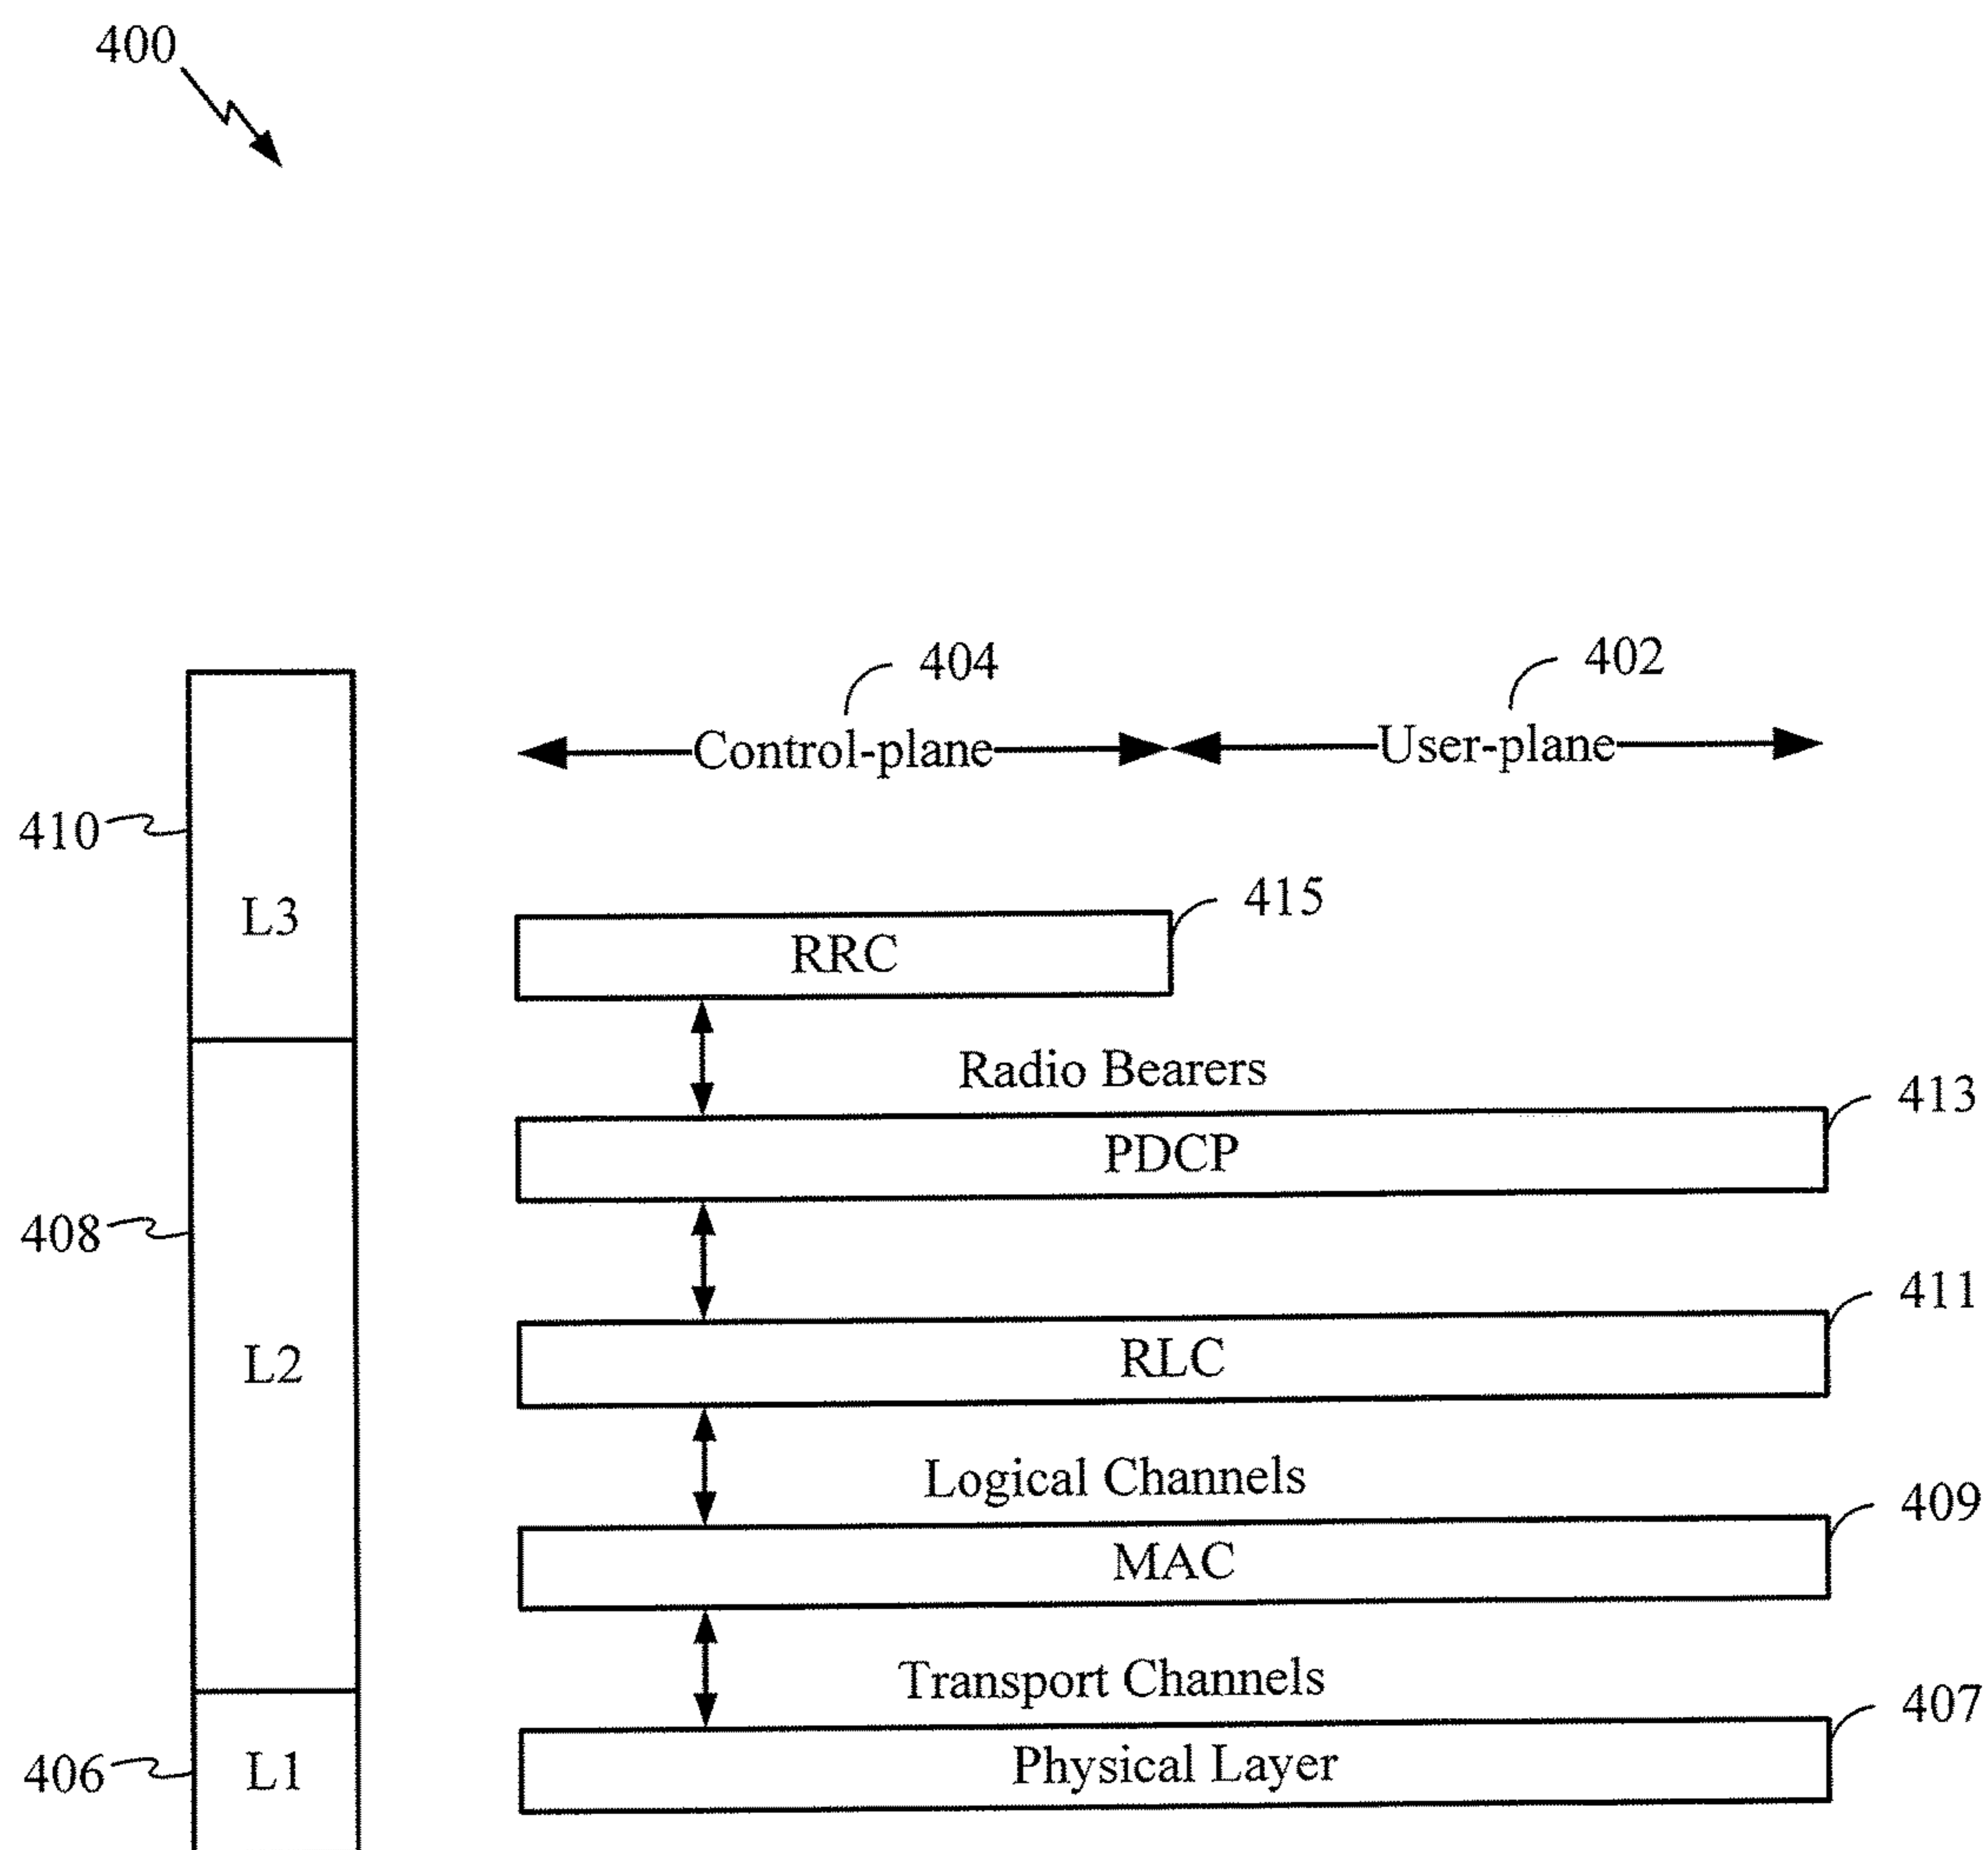 400
404
402
Control-plane
User-plane
410
L3
RRC
415
Radio Bearers
413
PDCP
408
L2
411
RLC
Logical Channels
409
MAC
Transport Channels
407
406
L1
Physical Layer